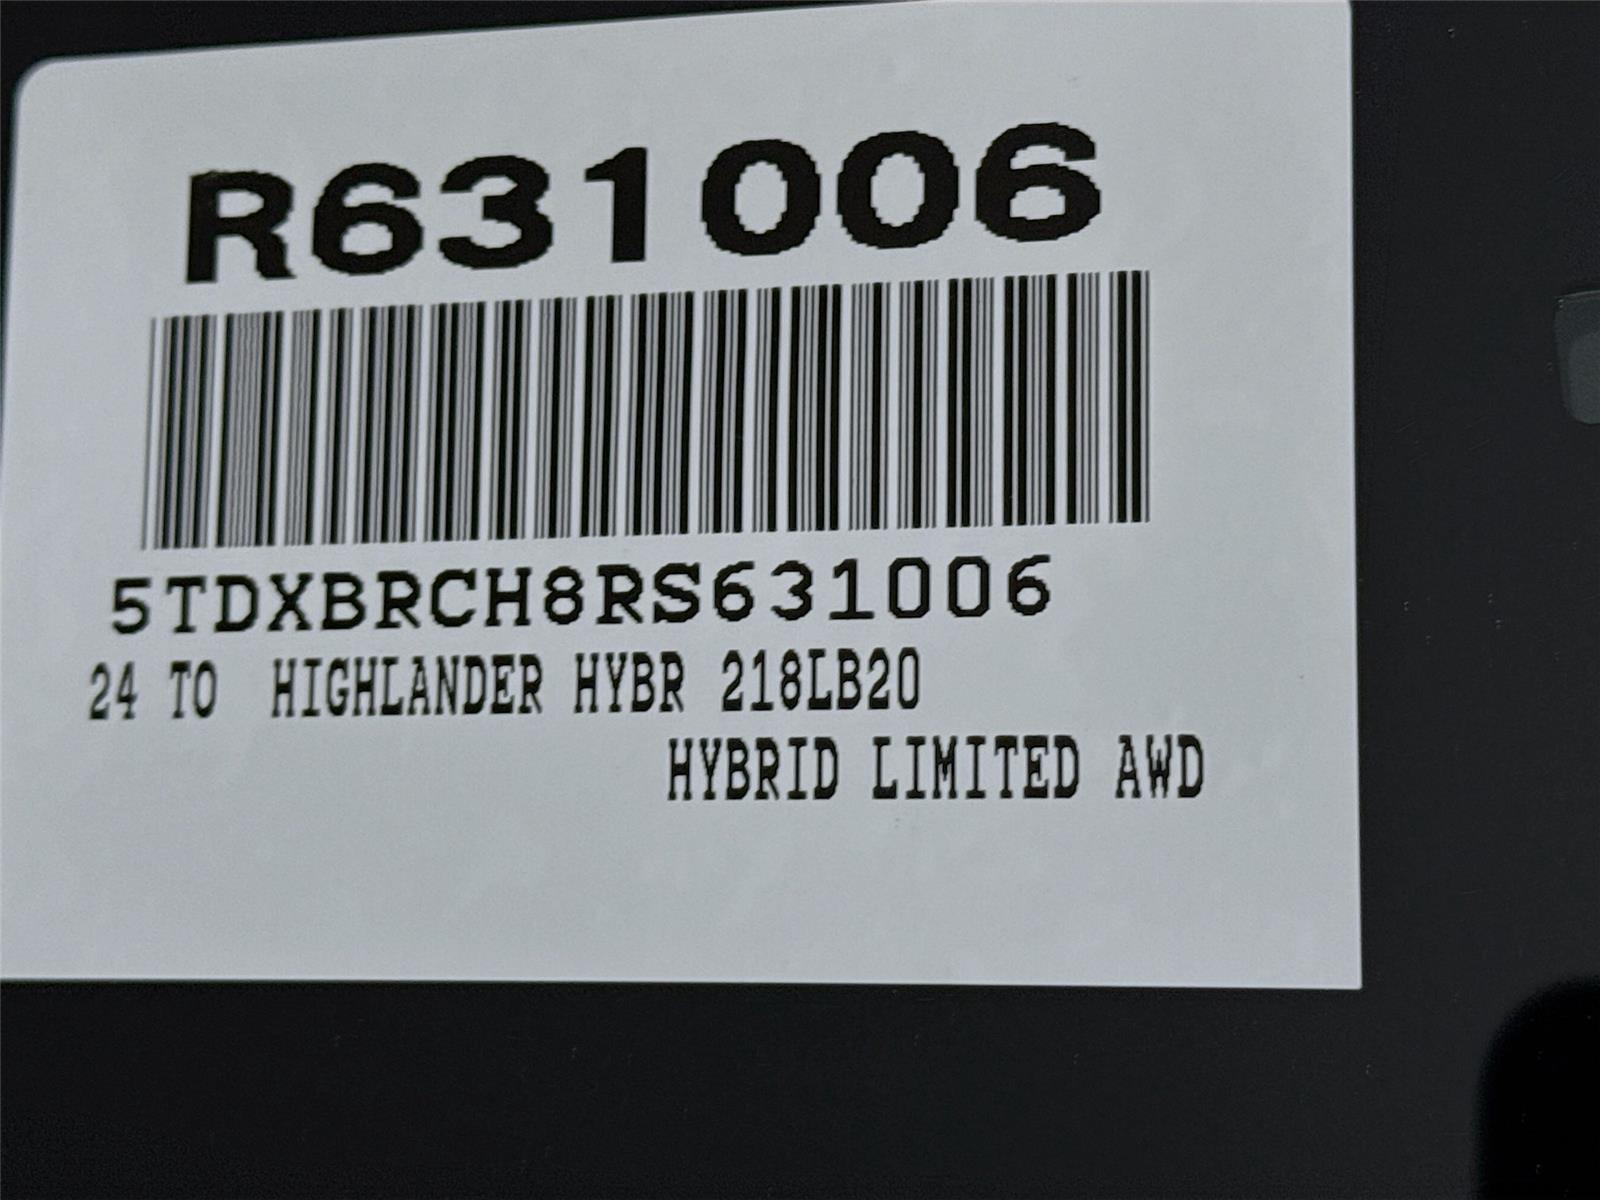 R631006
5TDXBRCH8RS631006
24 TO HIGHLANDER HYBR 218LB20
HYBRID LIMITED AWD